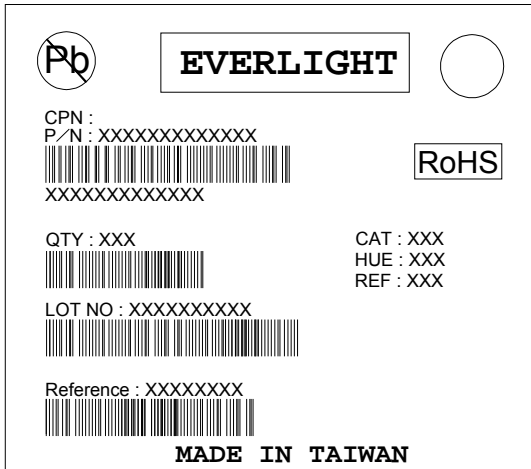 Pb
EVERLIGHT
CPN :
P/N : XXXXXXXXXXXXX
RoHS
XXXXXXXXXXXXX
QTY : XXX
CAT : XXX
HUE : XXX
REF : XXX
LOT NO : XXXXXXXXXX
Reference : XXXXXXXX
MADE IN TAIWAN